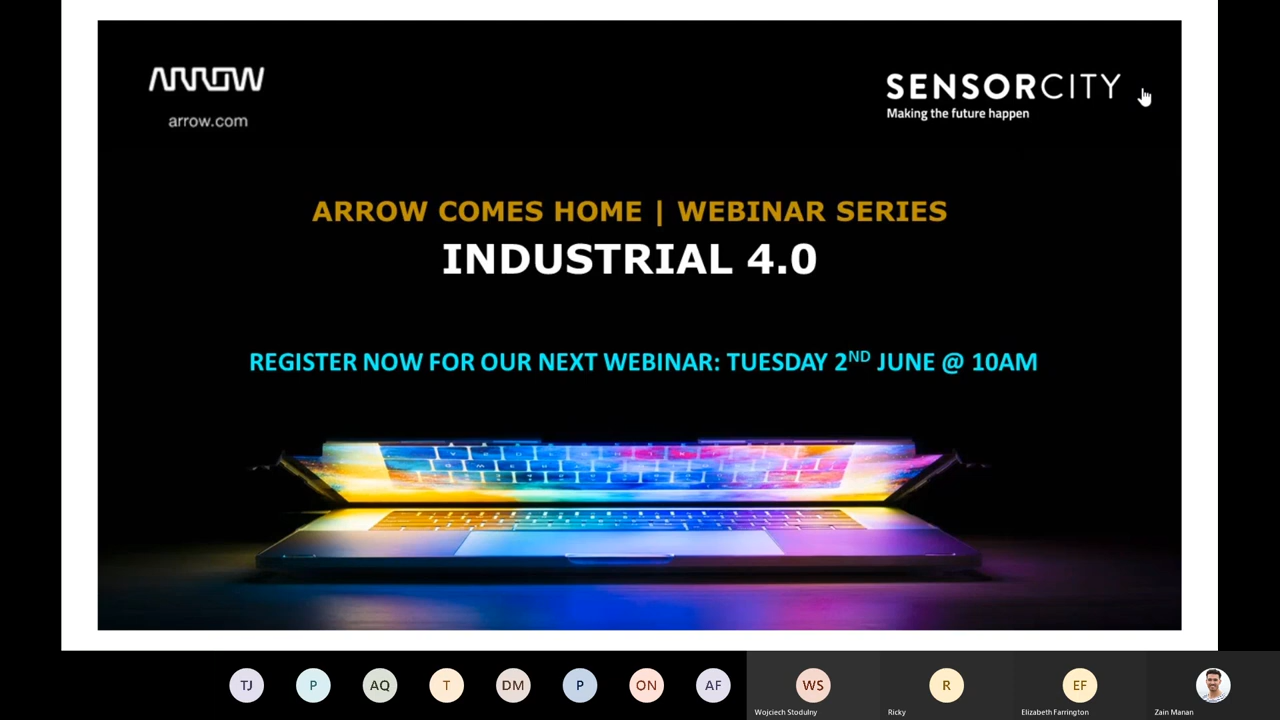 ARROW
arrow.com
SENSORCITY
Making the future happen
ARROW COMES HOME | WEBINAR SERIES
INDUSTRIAL 4.0
REGISTER NOW FOR OUR NEXT WEBINAR: TUESDAY 2ND JUNE @ 10AM
TJ P AQ T DM P ON AF WS R EF
Wojciech Stodulny Ricky Elizabeth Farrington Zain Manan